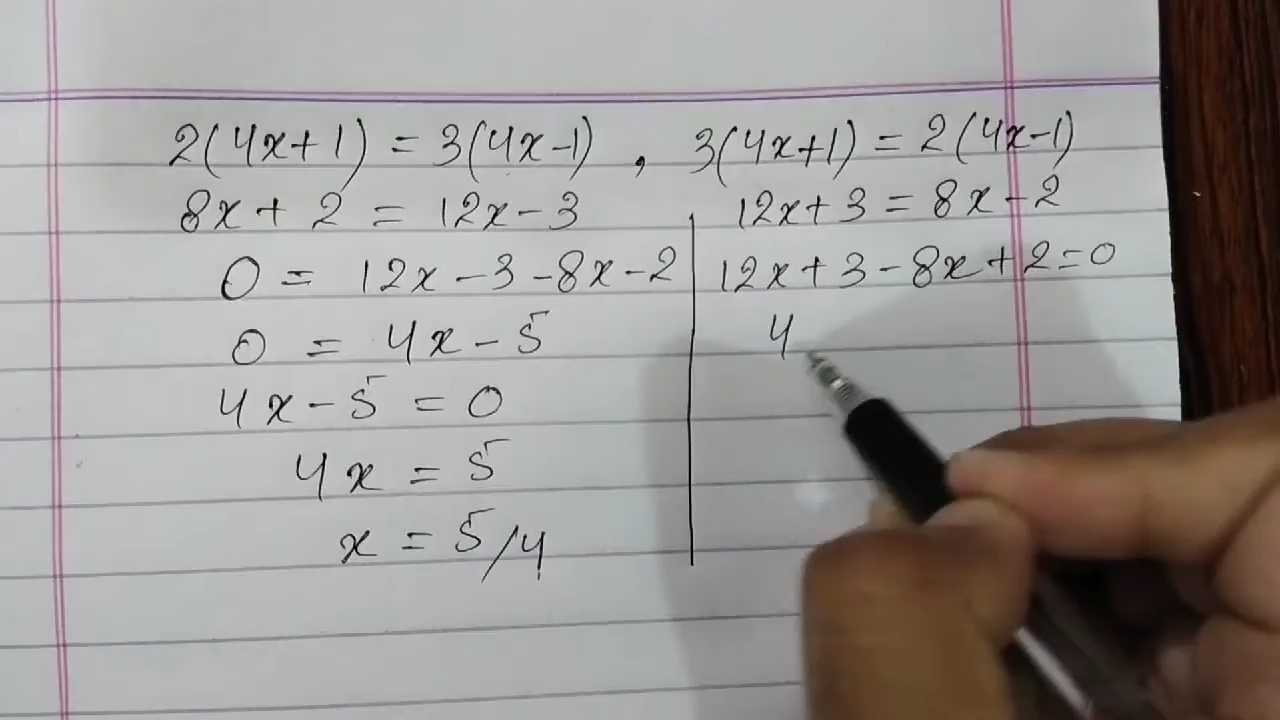 2(4x+1) = 3(4x-1) , 3(4x+1) = 2(4x-1)
8x + 2 = 12x - 3
0 = 12x - 3 - 8x - 2
0 = 4x - 5
4x - 5 = 0
4x = 5
x = 5/4
12x + 3 = 8x - 2
12x + 3 - 8x + 2 = 0
4